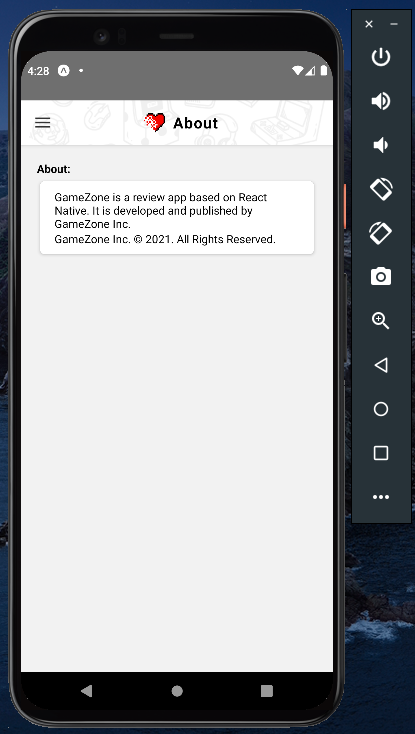 4:28
About
About:
GameZone is a review app based on React
Native. It is developed and published by
GameZone Inc.
GameZone Inc. © 2021. All Rights Reserved.